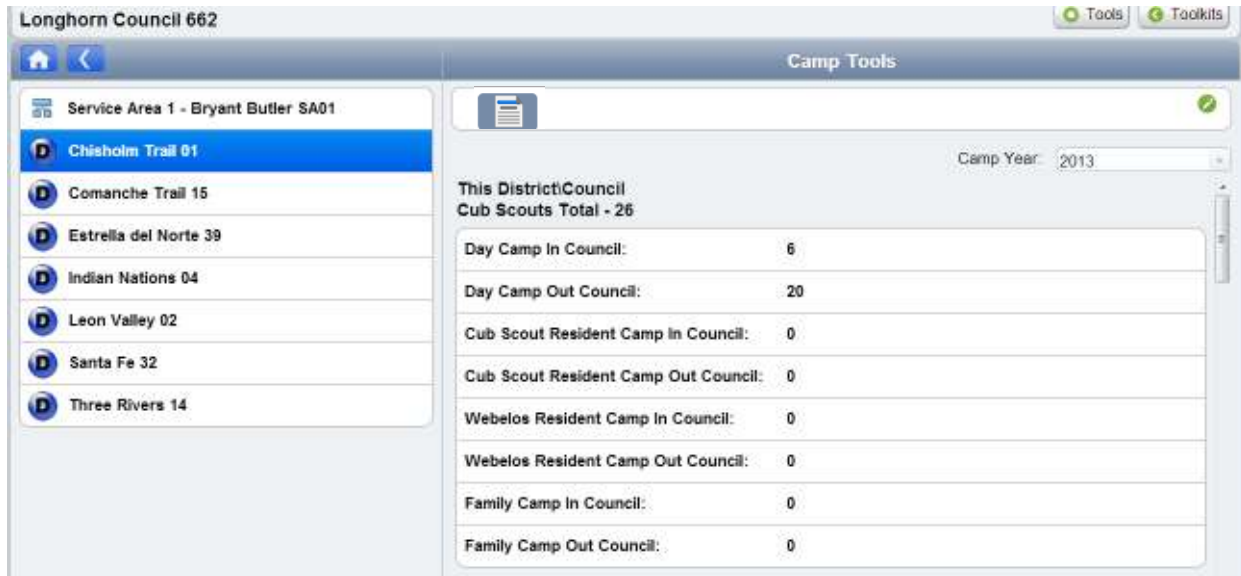 Longhorn Council 662
Tools
Toolkits
Camp Tools
Service Area 1 - Bryant Butler SA01
D Chisholm Trail 01
D Comanche Trail 15
D Estrella del Norte 39
D Indian Nations 04
D Leon Valley 02
D Santa Fe 32
D Three Rivers 14
Camp Year: 2013
This District\Council
Cub Scouts Total - 26
Day Camp In Council: 6
Day Camp Out Council: 20
Cub Scout Resident Camp In Council: 0
Cub Scout Resident Camp Out Council: 0
Webelos Resident Camp In Council: 0
Webelos Resident Camp Out Council: 0
Family Camp In Council: 0
Family Camp Out Council: 0